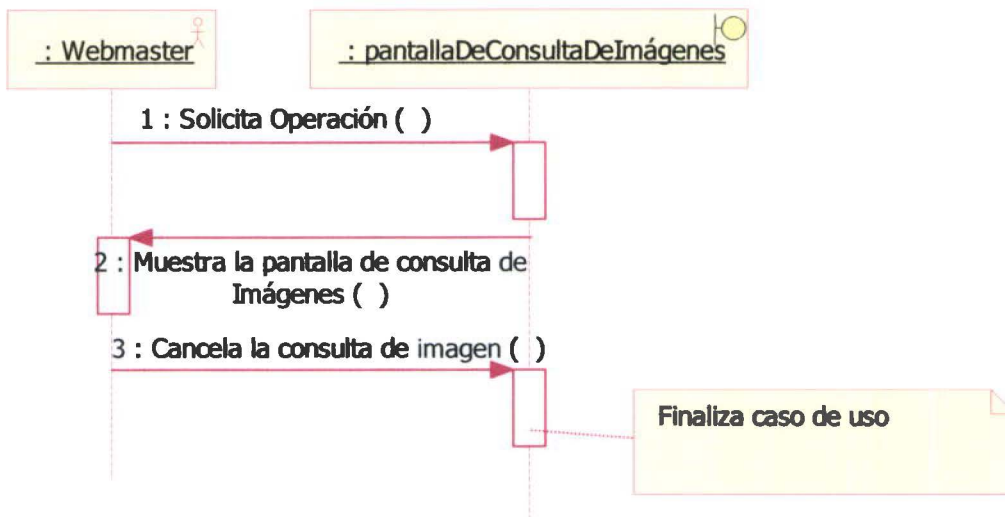 : Webmaster
: pantallaDeConsultaDeImágenes
1 : Solicita Operación ( )
2 : Muestra la pantalla de consulta de
Imágenes ( )
3 : Cancela la consulta de imagen ( )
Finaliza caso de uso